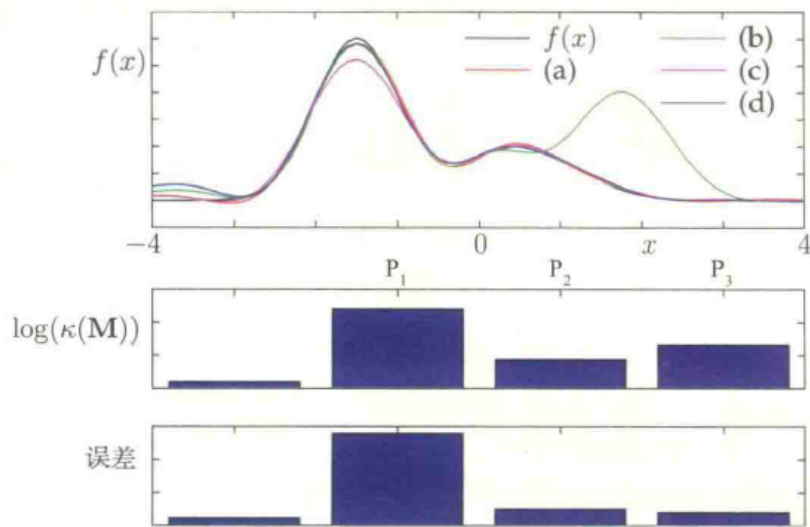 f(x)
f(x)
(a)
(b)
(c)
(d)
−4
0
x
4
P₁
P₂
P₃
log(κ(M))
误差